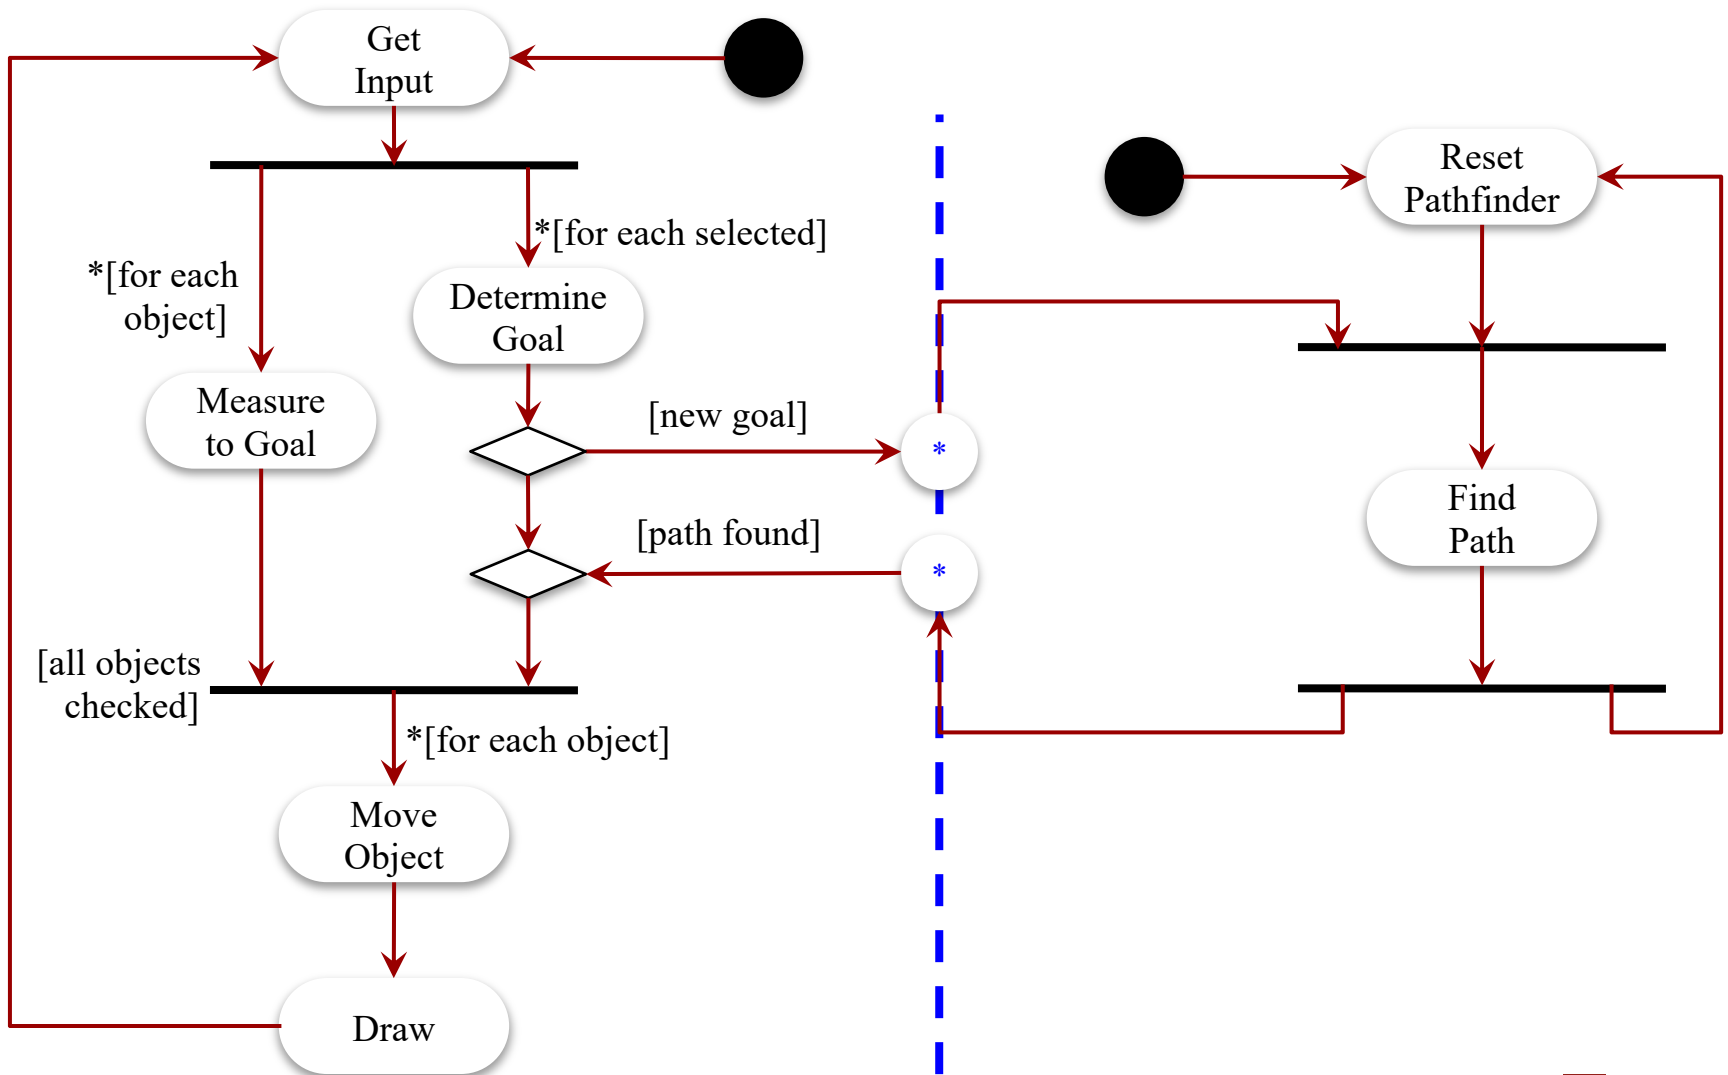 Get
Input
Reset
Pathfinder
*[for each selected]
*[for each
object]
Determine
Goal
Measure
to Goal
[new goal]
*
Find
Path
[path found]
*
[all objects
checked]
*[for each object]
Move
Object
Draw